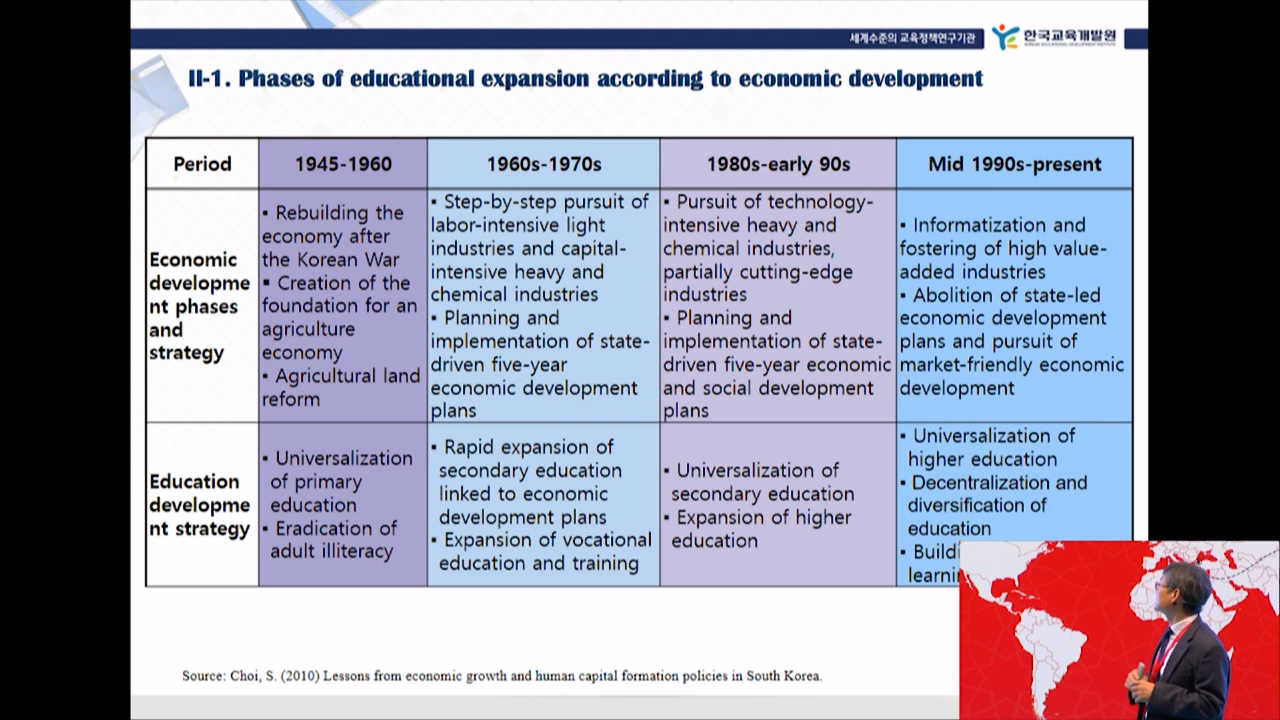 세계수준의 교육정책연구기관
한국교육개발원
KOREAN EDUCATIONAL DEVELOPMENT INSTITUTE
II-1. Phases of educational expansion according to economic development
Period
1945-1960
1960s-1970s
1980s-early 90s
Mid 1990s-present
Economic
developme
nt phases
and
strategy
▪ Rebuilding the
economy after
the Korean War
▪ Creation of the
foundation for an
agriculture
economy
▪ Agricultural land
reform
▪ Step-by-step pursuit of
labor-intensive light
industries and capital-
intensive heavy and
chemical industries
▪ Planning and
implementation of state-
driven five-year
economic development
plans
▪ Pursuit of technology-
intensive heavy and
chemical industries,
partially cutting-edge
industries
▪ Planning and
implementation of state-
driven five-year economic
and social development
plans
▪ Informatization and
fostering of high value-
added industries
▪ Abolition of state-led
economic development
plans and pursuit of
market-friendly economic
development
Education
developme
nt strategy
▪ Universalization
of primary
education
▪ Eradication of
adult illiteracy
▪ Rapid expansion of
secondary education
linked to economic
development plans
▪ Expansion of vocational
education and training
▪ Universalization of
secondary education
▪ Expansion of higher
education
▪ Universalization of
higher education
▪ Decentralization and
diversification of
education
▪ Buildi
learnin
Source: Choi, S. (2010) Lessons from economic growth and human capital formation policies in South Korea.